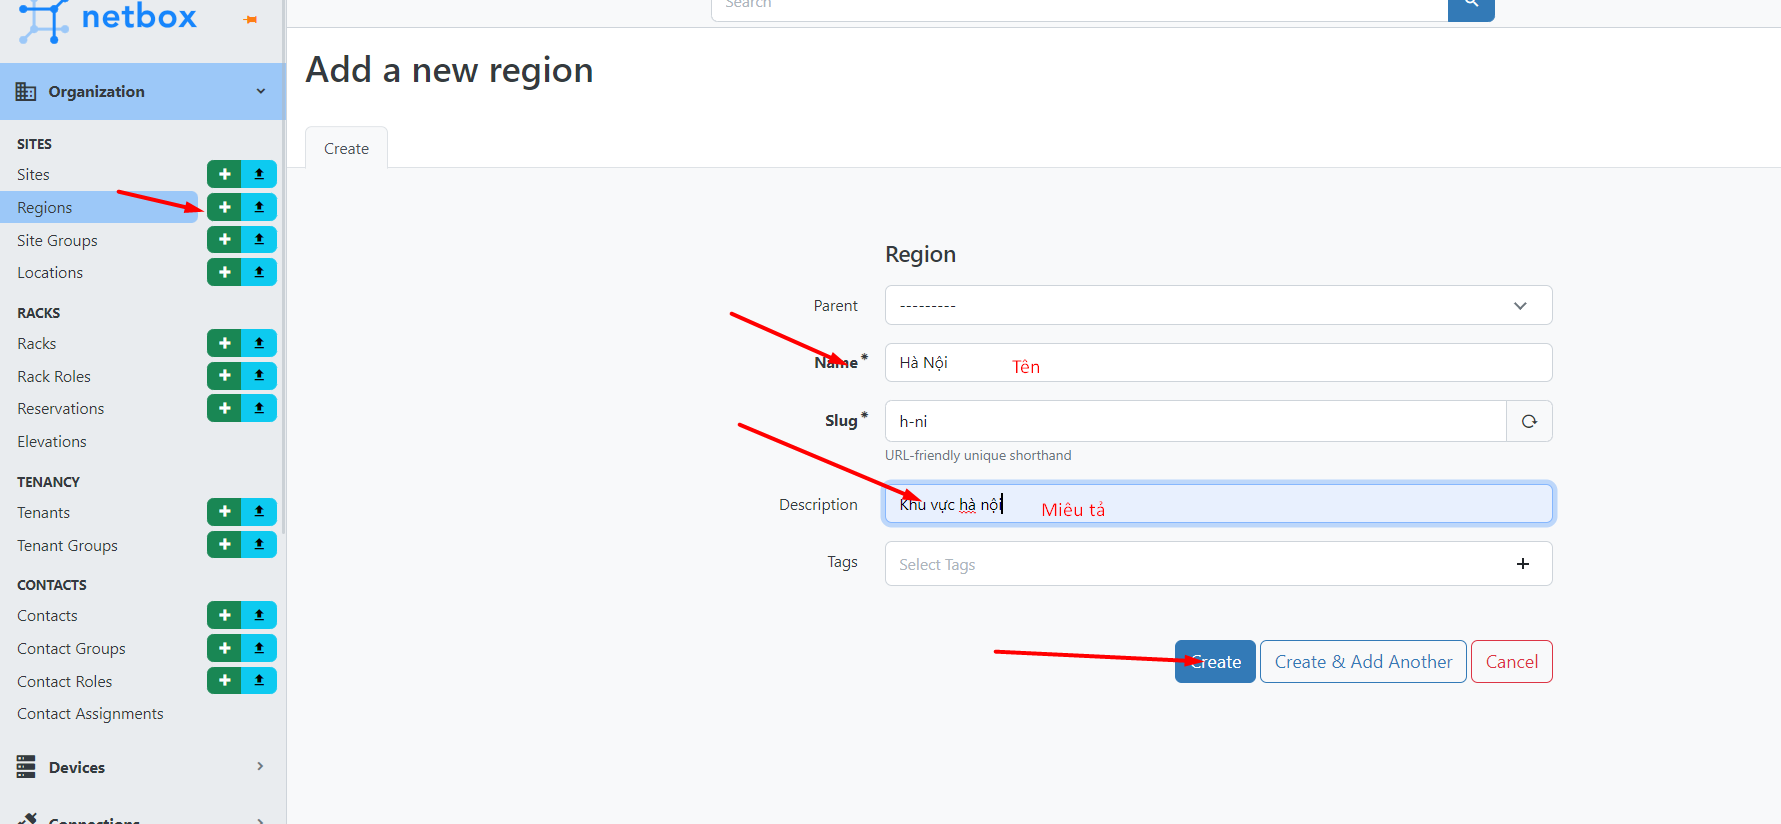 netbox
Search
Add a new region
Organization
Create
SITES
Sites
Regions
Site Groups
Locations
RACKS
Racks
Rack Roles
Reservations
Elevations
TENANCY
Tenants
Tenant Groups
CONTACTS
Contacts
Contact Groups
Contact Roles
Contact Assignments
Devices
Connections
Region
Parent ---------
Name * Hà Nội Tên
Slug * h-ni
URL-friendly unique shorthand
Description Khu vực hà nội Miêu tả
Tags Select Tags
Create Create & Add Another Cancel